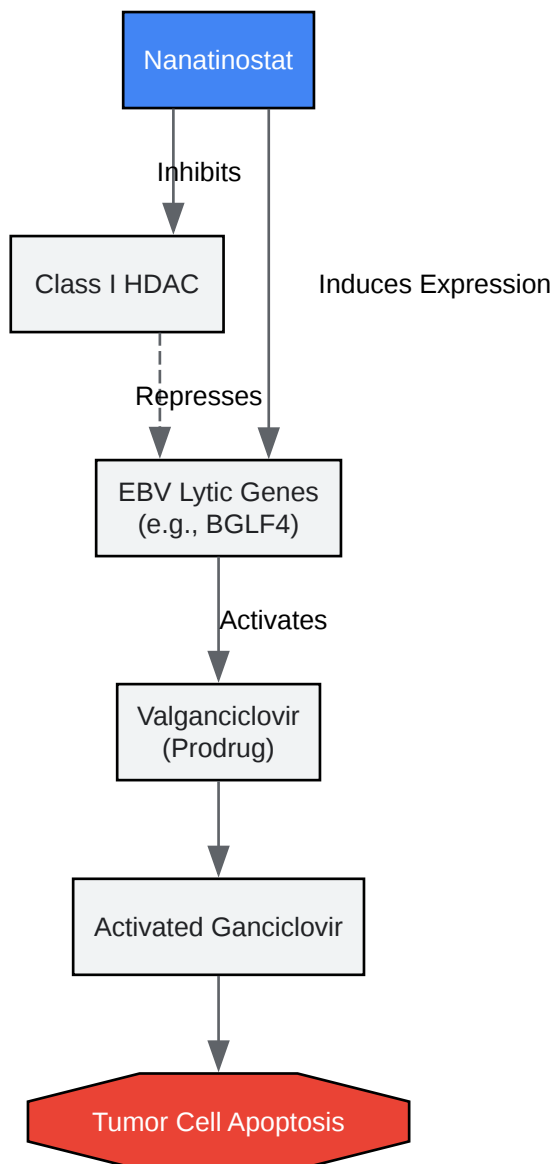 Nanatinostat
Inhibits
Class I HDAC
Induces Expression
Represses
EBV Lytic Genes
(e.g., BGLF4)
Activates
Valganciclovir
(Prodrug)
Activated Ganciclovir
Tumor Cell Apoptosis